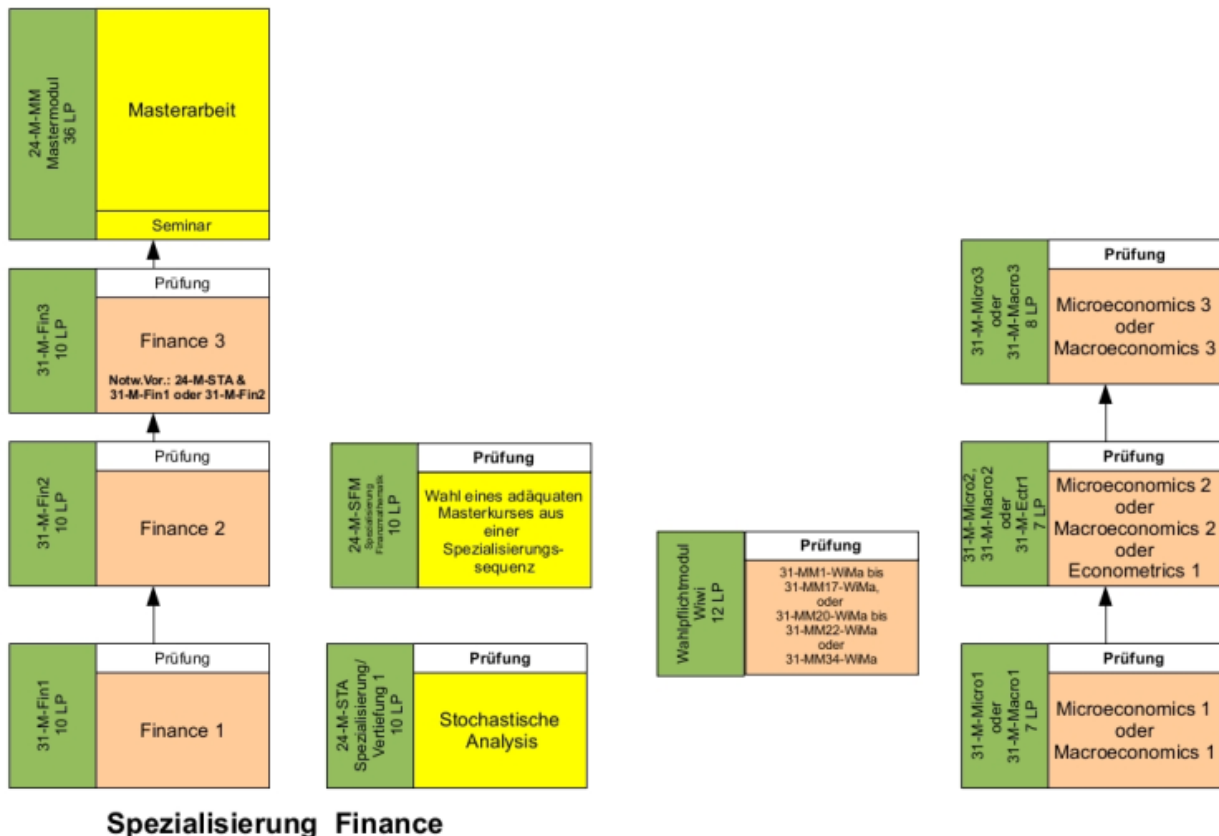 24-M-MM
Mastermodul
36 LP
Masterarbeit
Seminar
31-M-Fin3
10 LP
Prüfung
Finance 3
Notw.Vor.: 24-M-STA &
31-M-Fin1 oder 31-M-Fin2
31-M-Micro3
oder
31-M-Macro3
8 LP
Prüfung
Microeconomics 3
oder
Macroeconomics 3
31-M-Fin2
10 LP
Prüfung
Finance 2
24-M-SFM
Spezialisierung
Finanzmathematik
10 LP
Prüfung
Wahl eines adäquaten
Masterkurses aus
einer
Spezialisierungs-
sequenz
Wahlpflichtmodul
Wiwi
12 LP
Prüfung
31-MM1-WiMa bis
31-MM17-WiMa,
oder
31-MM20-WiMa bis
31-MM22-WiMa
oder
31-MM34-WiMa
31-M-Micro2,
31-M-Macro2
oder
31-M-Ectr1
7 LP
Prüfung
Microeconomics 2
oder
Macroeconomics 2
oder
Econometrics 1
31-M-Fin1
10 LP
Prüfung
Finance 1
24-M-STA
Spezialisierung/
Vertiefung 1
10 LP
Prüfung
Stochastische
Analysis
31-M-Micro1
oder
31-M-Macro1
7 LP
Prüfung
Microeconomics 1
oder
Macroeconomics 1
Spezialisierung Finance